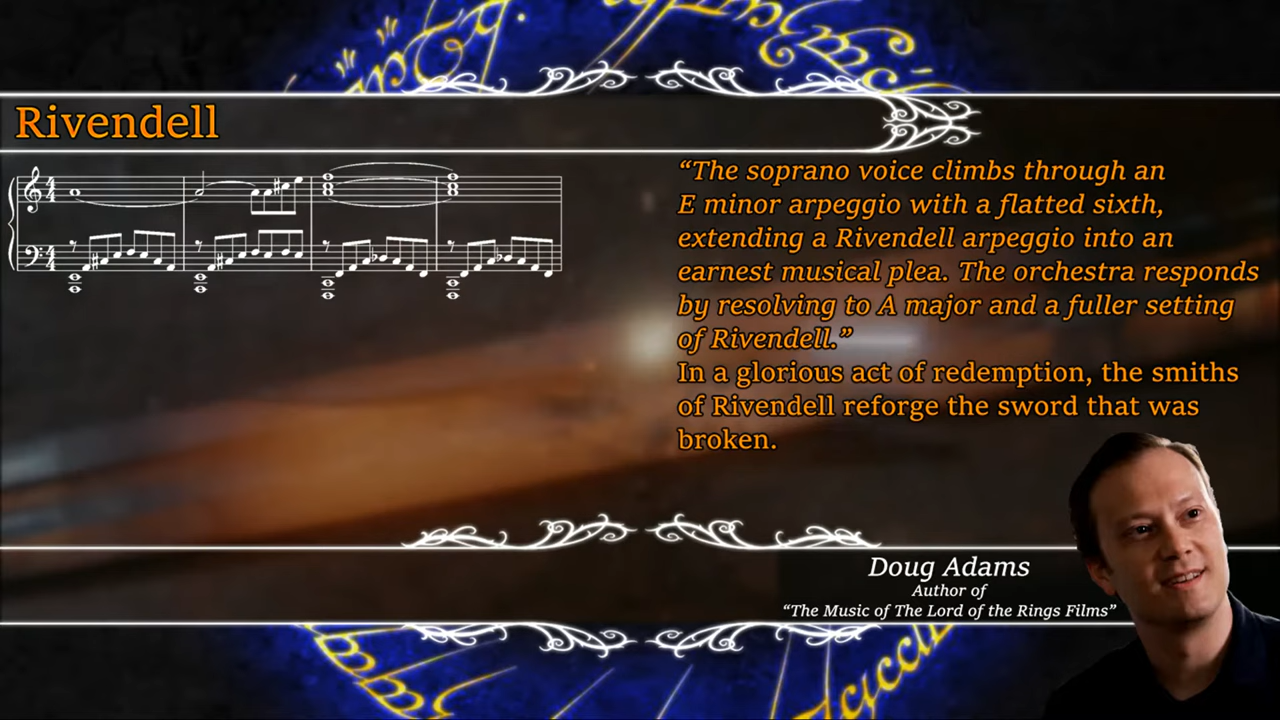 Rivendell
“The soprano voice climbs through an
E minor arpeggio with a flatted sixth,
extending a Rivendell arpeggio into an
earnest musical plea. The orchestra responds
by resolving to A major and a fuller setting
of Rivendell.”
In a glorious act of redemption, the smiths
of Rivendell reforge the sword that was
broken.
Doug Adams
Author of
“The Music of The Lord of the Rings Films”